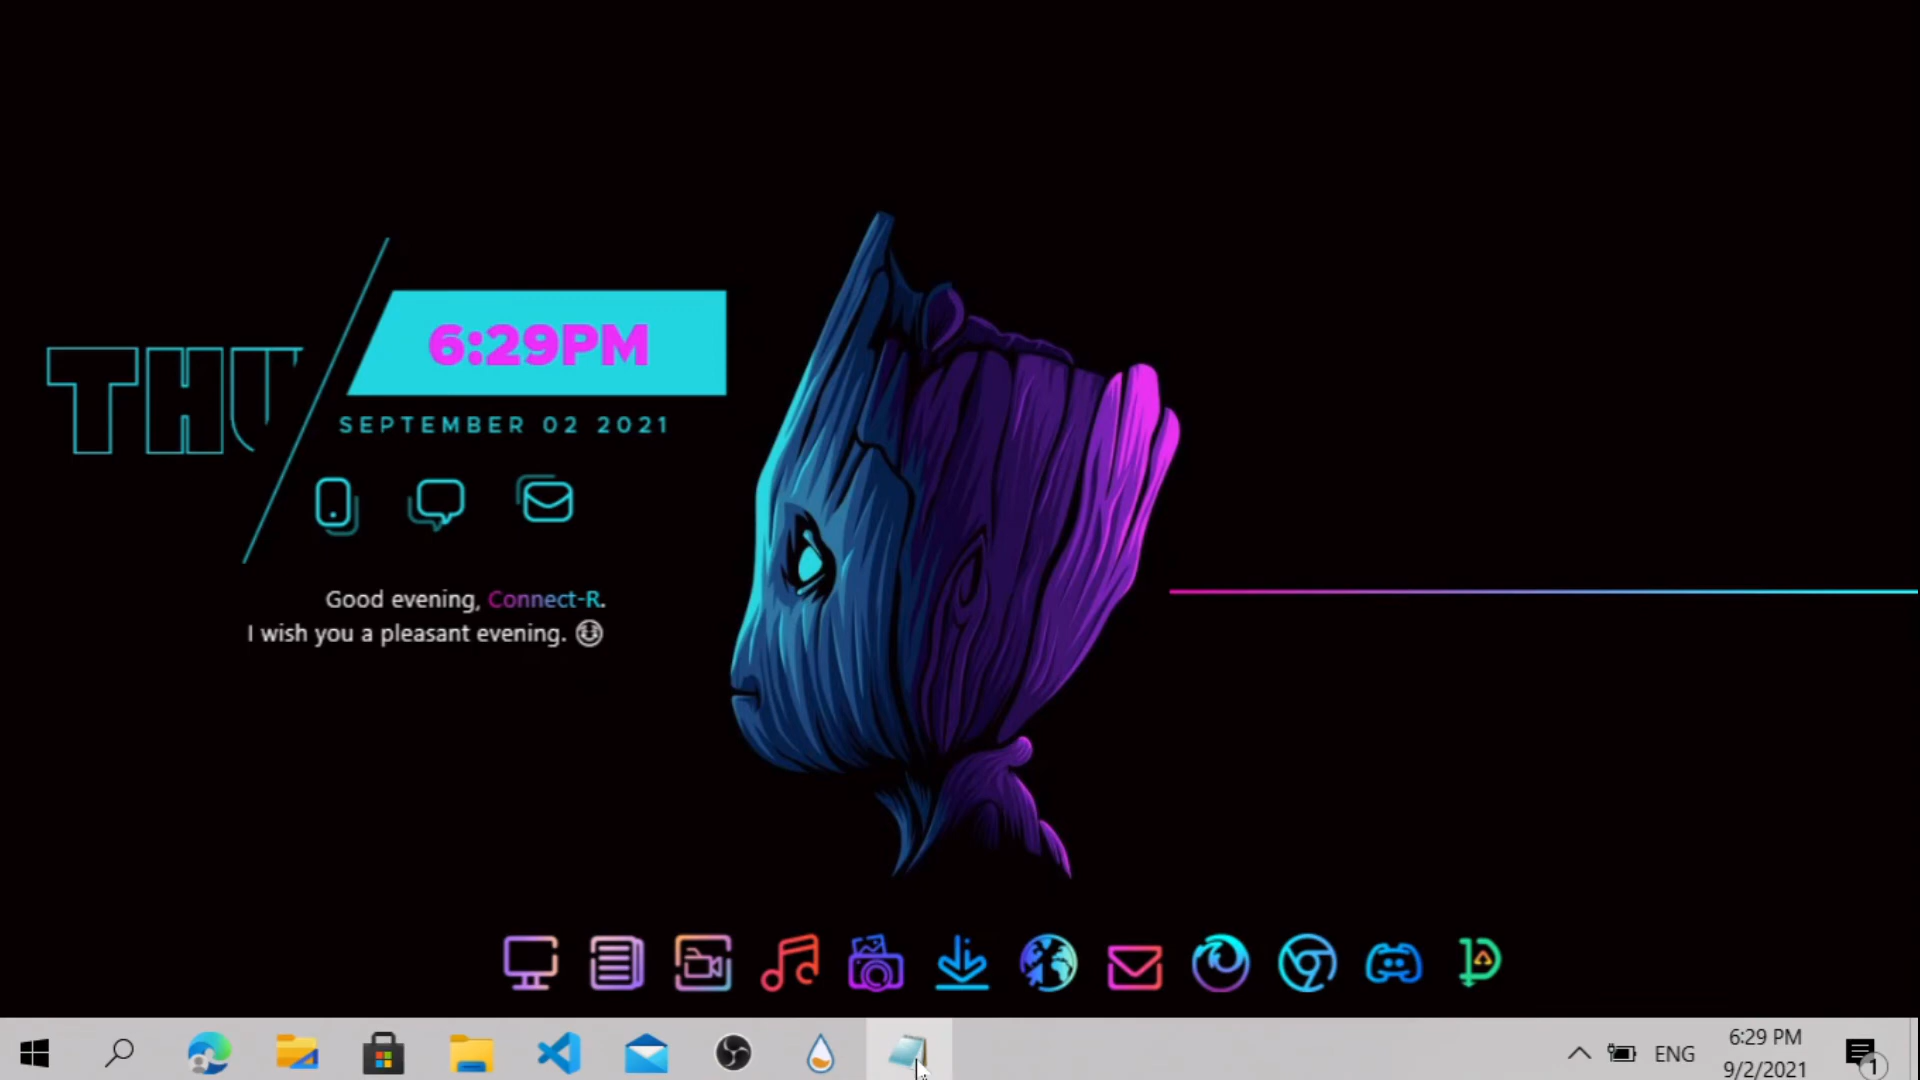 THU
6:29PM
SEPTEMBER 02 2021
Good evening, Connect-R.
I wish you a pleasant evening.
ENG
6:29 PM
9/2/2021
1